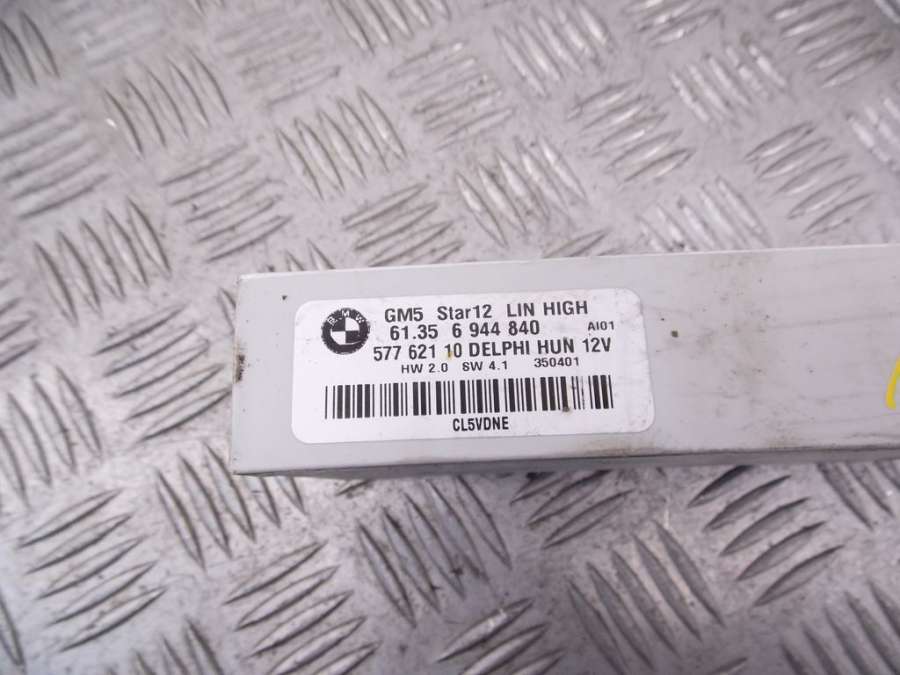 BMW
GM5 Star12 LIN HIGH
61.35 6 944 840 AI01
577 621 10 DELPHI HUN 12V
HW 2.0 SW 4.1 350401
CL5VDNE